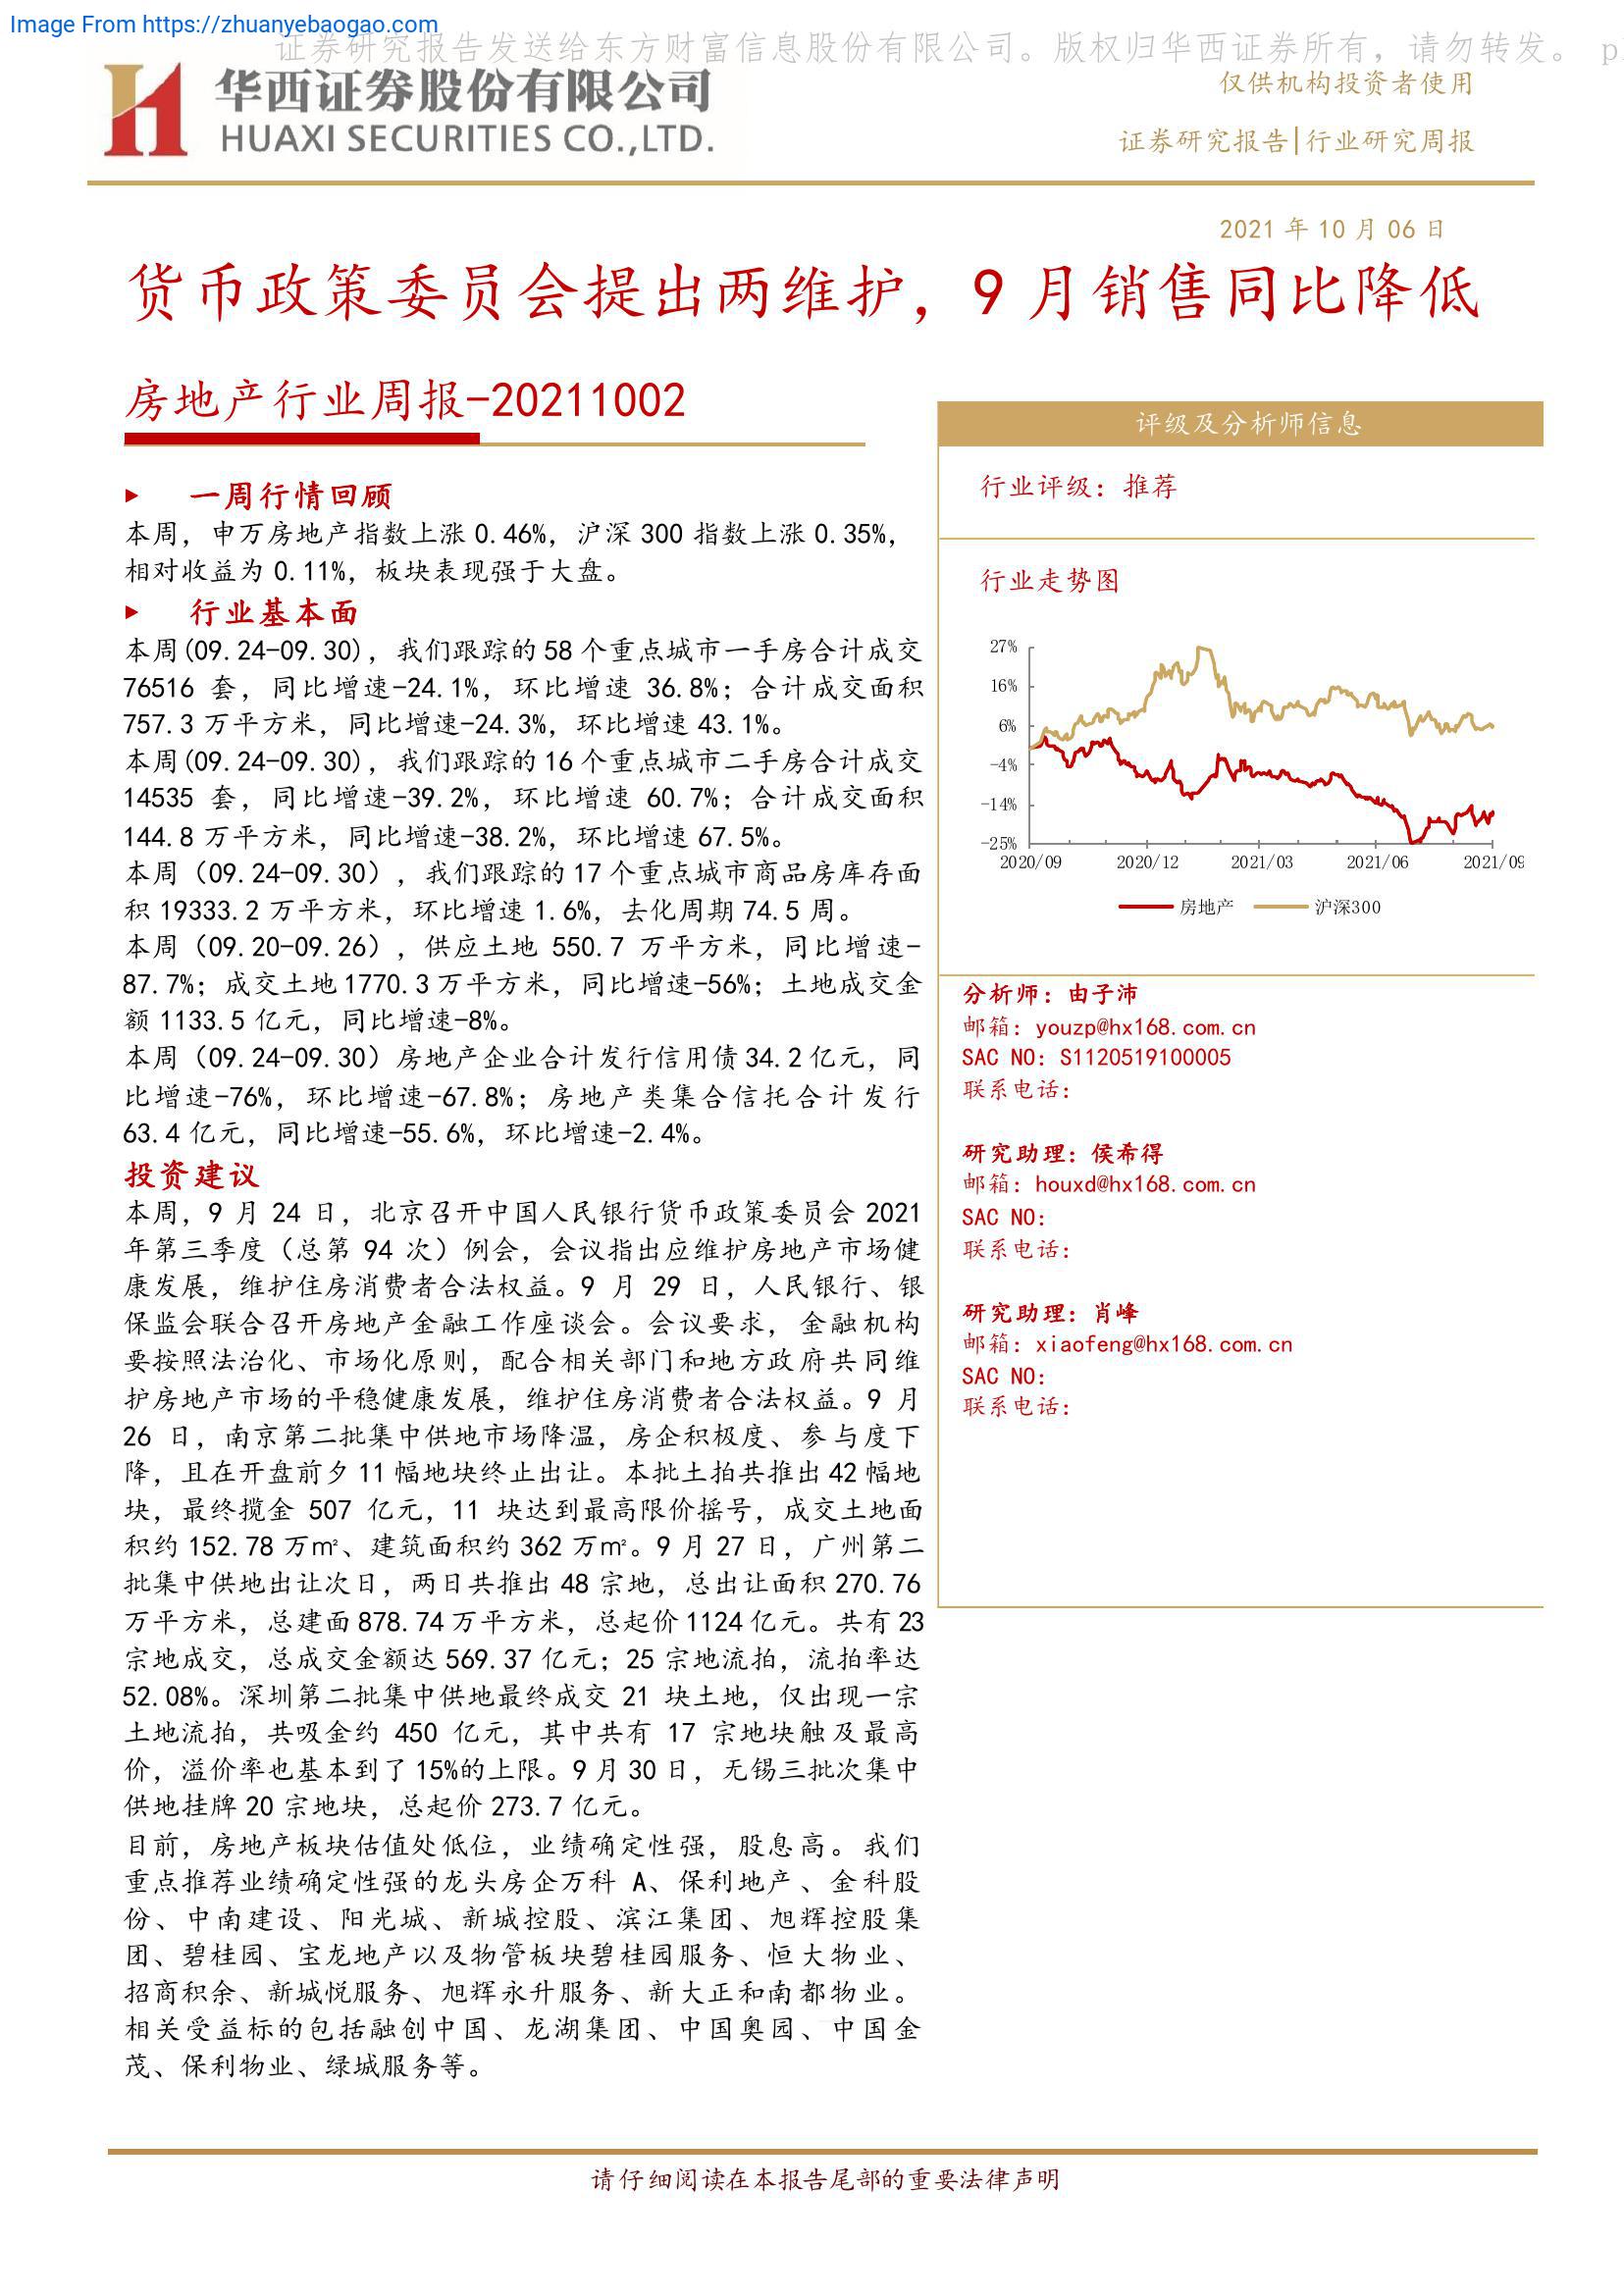 Image From https://zhuanyebaogao.com
证券研究报告发送给东方财富信息股份有限公司。版权归华西证券所有，请勿转发。 p
华西证券股份有限公司
HUAXI SECURITIES CO.,LTD.
仅供机构投资者使用
证券研究报告|行业研究周报
2021 年 10 月 06 日
货币政策委员会提出两维护，9 月销售同比降低
房地产行业周报-20211002
一周行情回顾
本周，申万房地产指数上涨 0.46%，沪深 300 指数上涨 0.35%，
相对收益为 0.11%，板块表现强于大盘。
行业基本面
本周(09.24-09.30)，我们跟踪的 58 个重点城市一手房合计成交
76516 套，同比增速-24.1%，环比增速 36.8%；合计成交面积
757.3 万平方米，同比增速-24.3%，环比增速 43.1%。
本周(09.24-09.30)，我们跟踪的 16 个重点城市二手房合计成交
14535 套，同比增速-39.2%，环比增速 60.7%；合计成交面积
144.8 万平方米，同比增速-38.2%，环比增速 67.5%。
本周（09.24-09.30），我们跟踪的 17 个重点城市商品房库存面
积 19333.2 万平方米，环比增速 1.6%，去化周期 74.5 周。
本周（09.20-09.26），供应土地 550.7 万平方米，同比增速-
87.7%；成交土地 1770.3 万平方米，同比增速-56%；土地成交金
额 1133.5 亿元，同比增速-8%。
本周（09.24-09.30）房地产企业合计发行信用债 34.2 亿元，同
比增速-76%，环比增速-67.8%；房地产类集合信托合计发行
63.4 亿元，同比增速-55.6%，环比增速-2.4%。
投资建议
本周，9 月 24 日，北京召开中国人民银行货币政策委员会 2021
年第三季度（总第 94 次）例会，会议指出应维护房地产市场健
康发展，维护住房消费者合法权益。9 月 29 日，人民银行、银
保监会联合召开房地产金融工作座谈会。会议要求，金融机构
要按照法治化、市场化原则，配合相关部门和地方政府共同维
护房地产市场的平稳健康发展，维护住房消费者合法权益。9 月
26 日，南京第二批集中供地市场降温，房企积极度、参与度下
降，且在开盘前夕 11 幅地块终止出让。本批土拍共推出 42 幅地
块，最终揽金 507 亿元，11 块达到最高限价摇号，成交土地面
积约 152.78 万㎡、建筑面积约 362 万㎡。9 月 27 日，广州第二
批集中供地出让次日，两日共推出 48 宗地，总出让面积 270.76
万平方米，总建面 878.74 万平方米，总起价 1124 亿元。共有 23
宗地成交，总成交金额达 569.37 亿元；25 宗地流拍，流拍率达
52.08%。深圳第二批集中供地最终成交 21 块土地，仅出现一宗
土地流拍，共吸金约 450 亿元，其中共有 17 宗地块触及最高
价，溢价率也基本到了 15%的上限。9 月 30 日，无锡三批次集中
供地挂牌 20 宗地块，总起价 273.7 亿元。
目前，房地产板块估值处低位，业绩确定性强，股息高。我们
重点推荐业绩确定性强的龙头房企万科 A、保利地产、金科股
份、中南建设、阳光城、新城控股、滨江集团、旭辉控股集
团、碧桂园、宝龙地产以及物管板块碧桂园服务、恒大物业、
招商积余、新城悦服务、旭辉永升服务、新大正和南都物业。
相关受益标的包括融创中国、龙湖集团、中国奥园、中国金
茂、保利物业、绿城服务等。
评级及分析师信息
行业评级：推荐
行业走势图
27%
16%
6%
-4%
-14%
-25%
2020/09 2020/12 2021/03 2021/06 2021/09
房地产 沪深300
分析师：由子沛
邮箱：youzp@hx168.com.cn
SAC NO：S1120519100005
联系电话：
研究助理：侯希得
邮箱：houxd@hx168.com.cn
SAC NO：
联系电话：
研究助理：肖峰
邮箱：xiaofeng@hx168.com.cn
SAC NO：
联系电话：
请仔细阅读在本报告尾部的重要法律声明